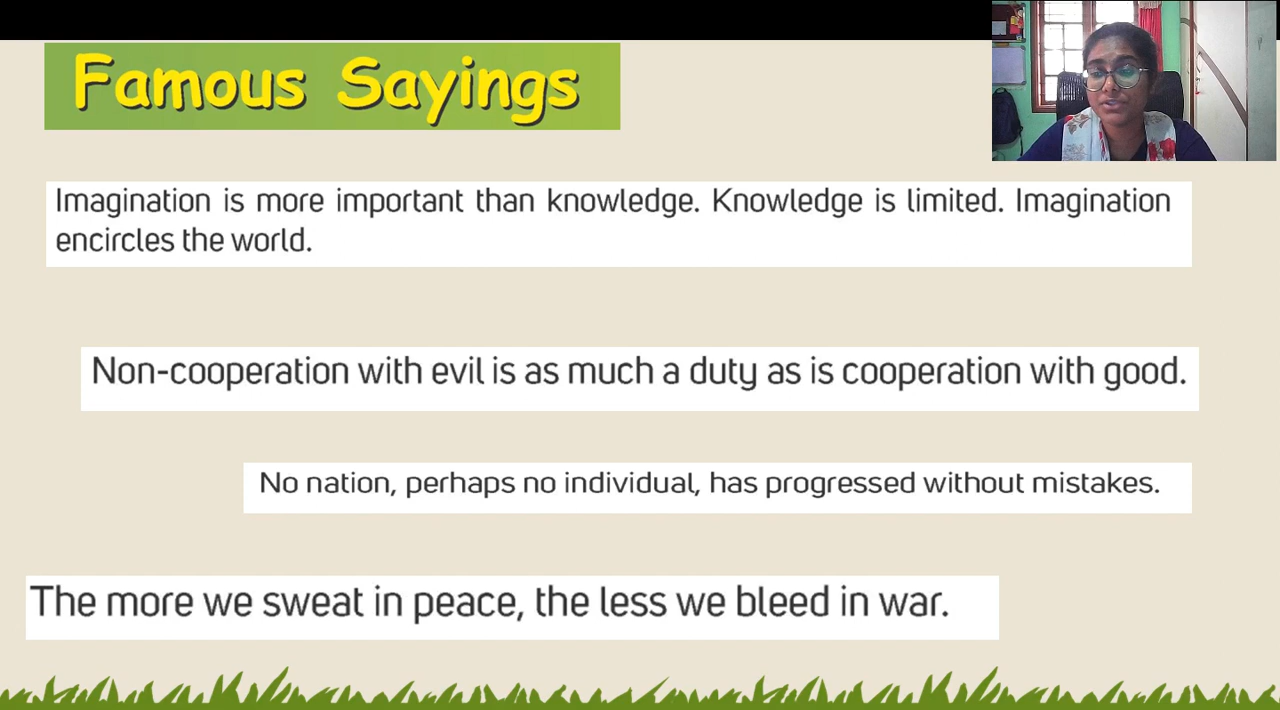 Famous Sayings
Imagination is more important than knowledge. Knowledge is limited. Imagination
encircles the world.
Non-cooperation with evil is as much a duty as is cooperation with good.
No nation, perhaps no individual, has progressed without mistakes.
The more we sweat in peace, the less we bleed in war.